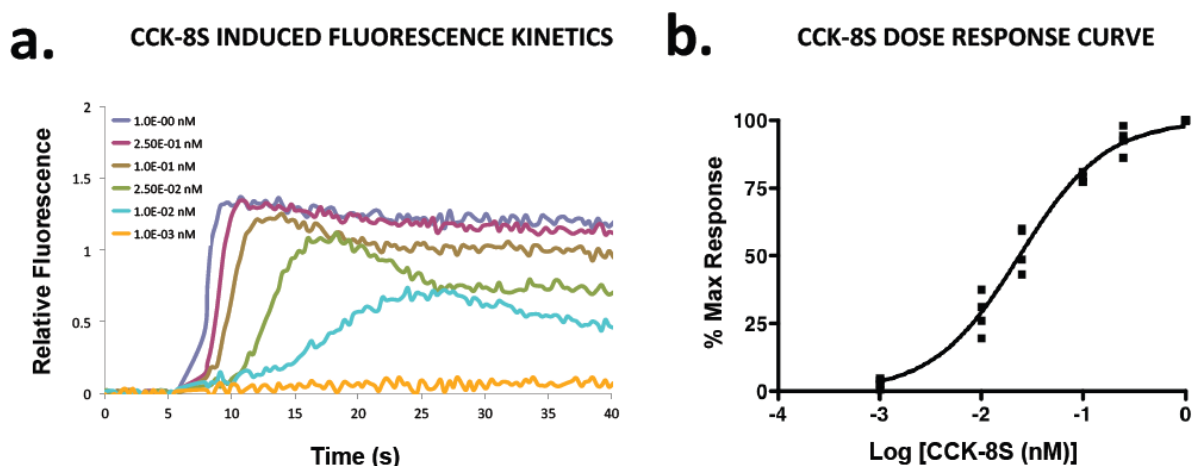 a.
CCK-8S INDUCED FLUORESCENCE KINETICS
Relative Fluorescence
2
1.5
1
0.5
0
1.0E-00 nM
2.50E-01 nM
1.0E-01 nM
2.50E-02 nM
1.0E-02 nM
1.0E-03 nM
0 5 10 15 20 25 30 35 40
Time (s)
b.
CCK-8S DOSE RESPONSE CURVE
% Max Response
100
75
50
25
0
-4 -3 -2 -1 0
Log [CCK-8S (nM)]